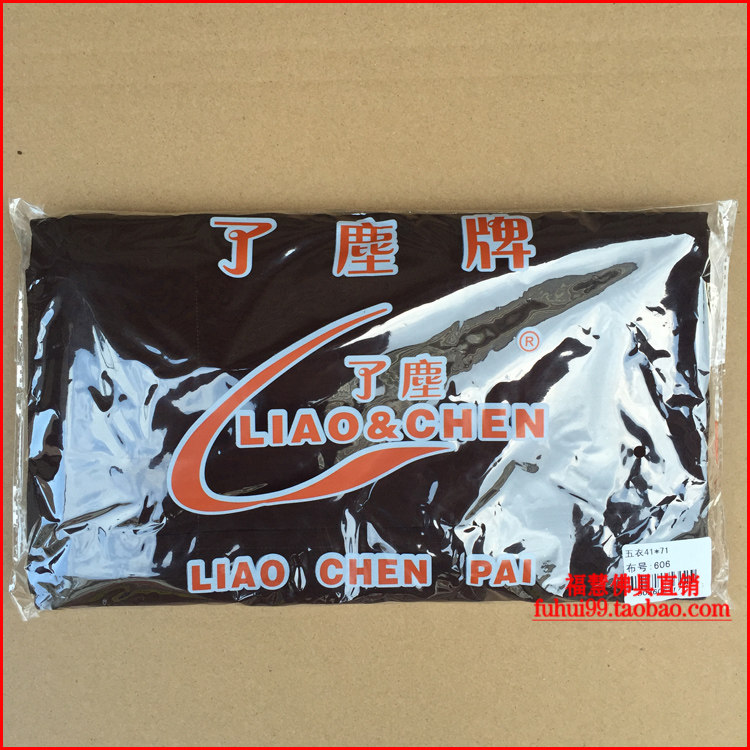 了塵牌
®
了塵
LIAO&CHEN
LIAO CHEN PAI
五衣41*71
布号:606
福慧佛具直销
fuhui99.taobao.com